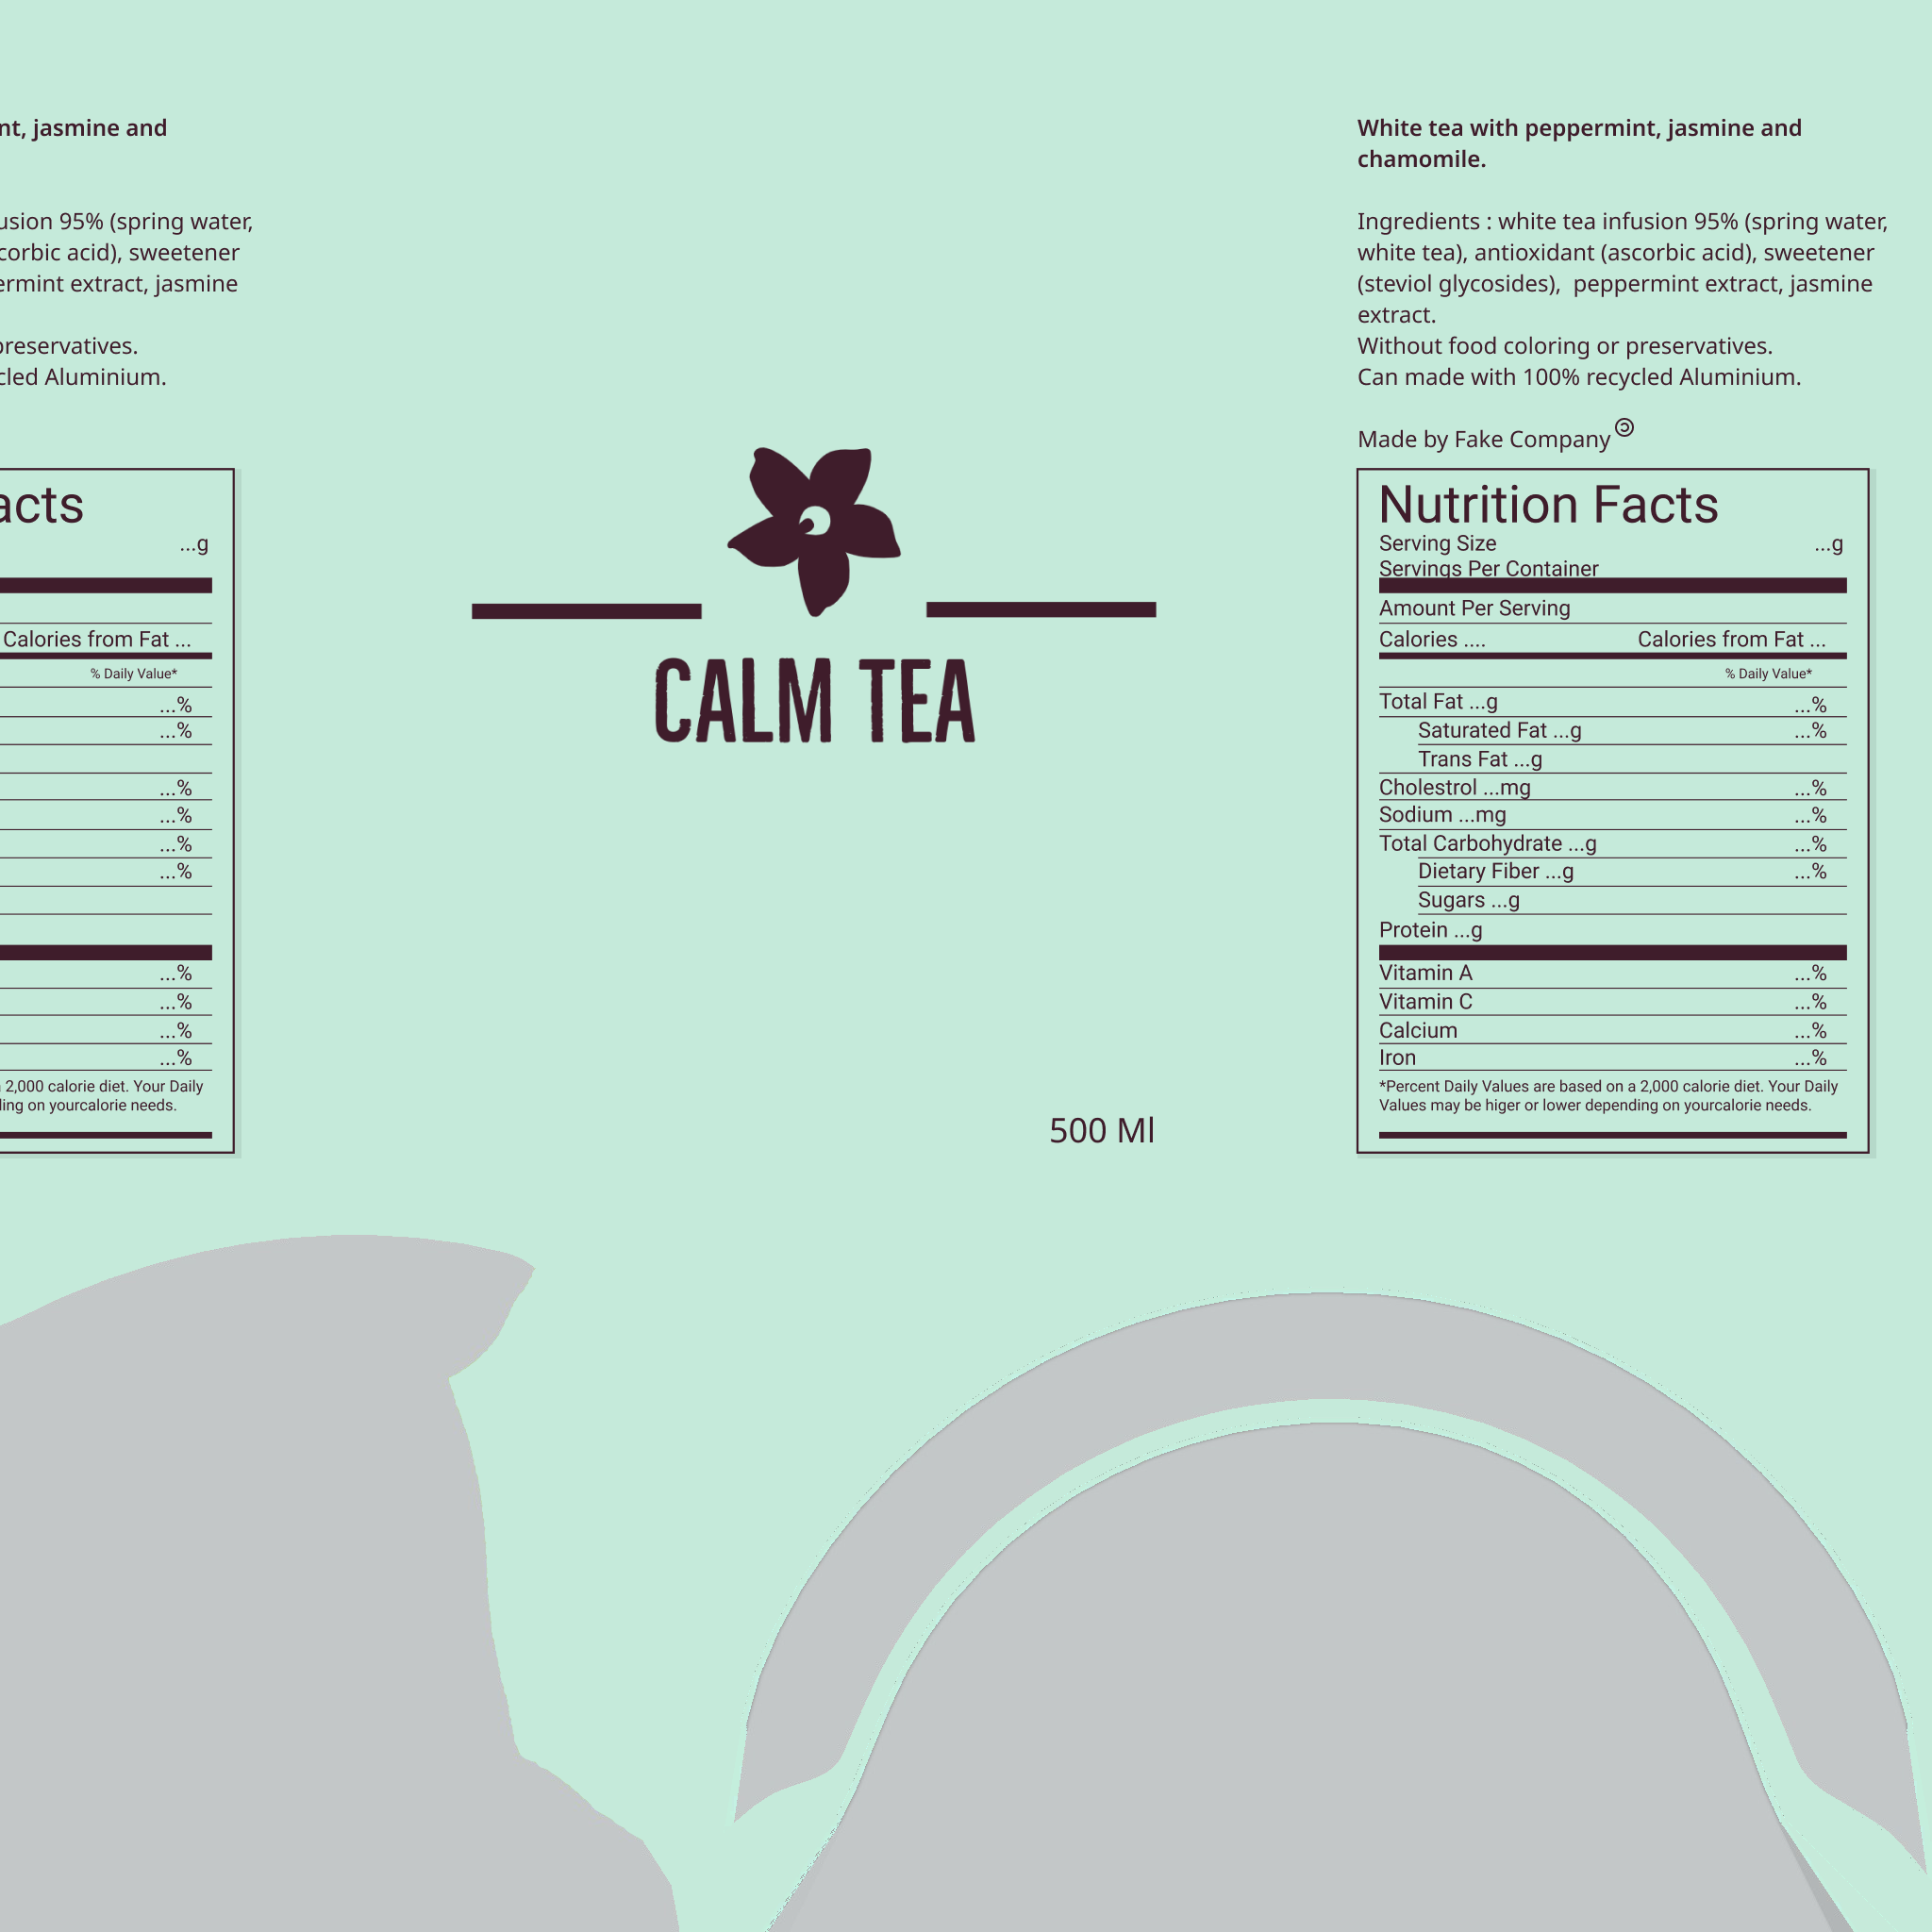 nt, jasmine and
usion 95% (spring water,
corbic acid), sweetener
ermint extract, jasmine
preservatives.
cled Aluminium.
acts
...g
Calories from Fat ...
% Daily Value*
...%
...%
...%
...%
...%
...%
...%
...%
...%
...%
2,000 calorie diet. Your Daily
ding on yourcalorie needs.
CALM TEA
500 Ml
White tea with peppermint, jasmine and
chamomile.
Ingredients : white tea infusion 95% (spring water,
white tea), antioxidant (ascorbic acid), sweetener
(steviol glycosides), peppermint extract, jasmine
extract.
Without food coloring or preservatives.
Can made with 100% recycled Aluminium.
Made by Fake Company
Nutrition Facts
Serving Size ...g
Servings Per Container
Amount Per Serving
Calories .... Calories from Fat ...
% Daily Value*
Total Fat ...g ...%
Saturated Fat ...g ...%
Trans Fat ...g
Cholestrol ...mg ...%
Sodium ...mg ...%
Total Carbohydrate ...g ...%
Dietary Fiber ...g ...%
Sugars ...g
Protein ...g
Vitamin A ...%
Vitamin C ...%
Calcium ...%
Iron ...%
*Percent Daily Values are based on a 2,000 calorie diet. Your Daily
Values may be higer or lower depending on yourcalorie needs.